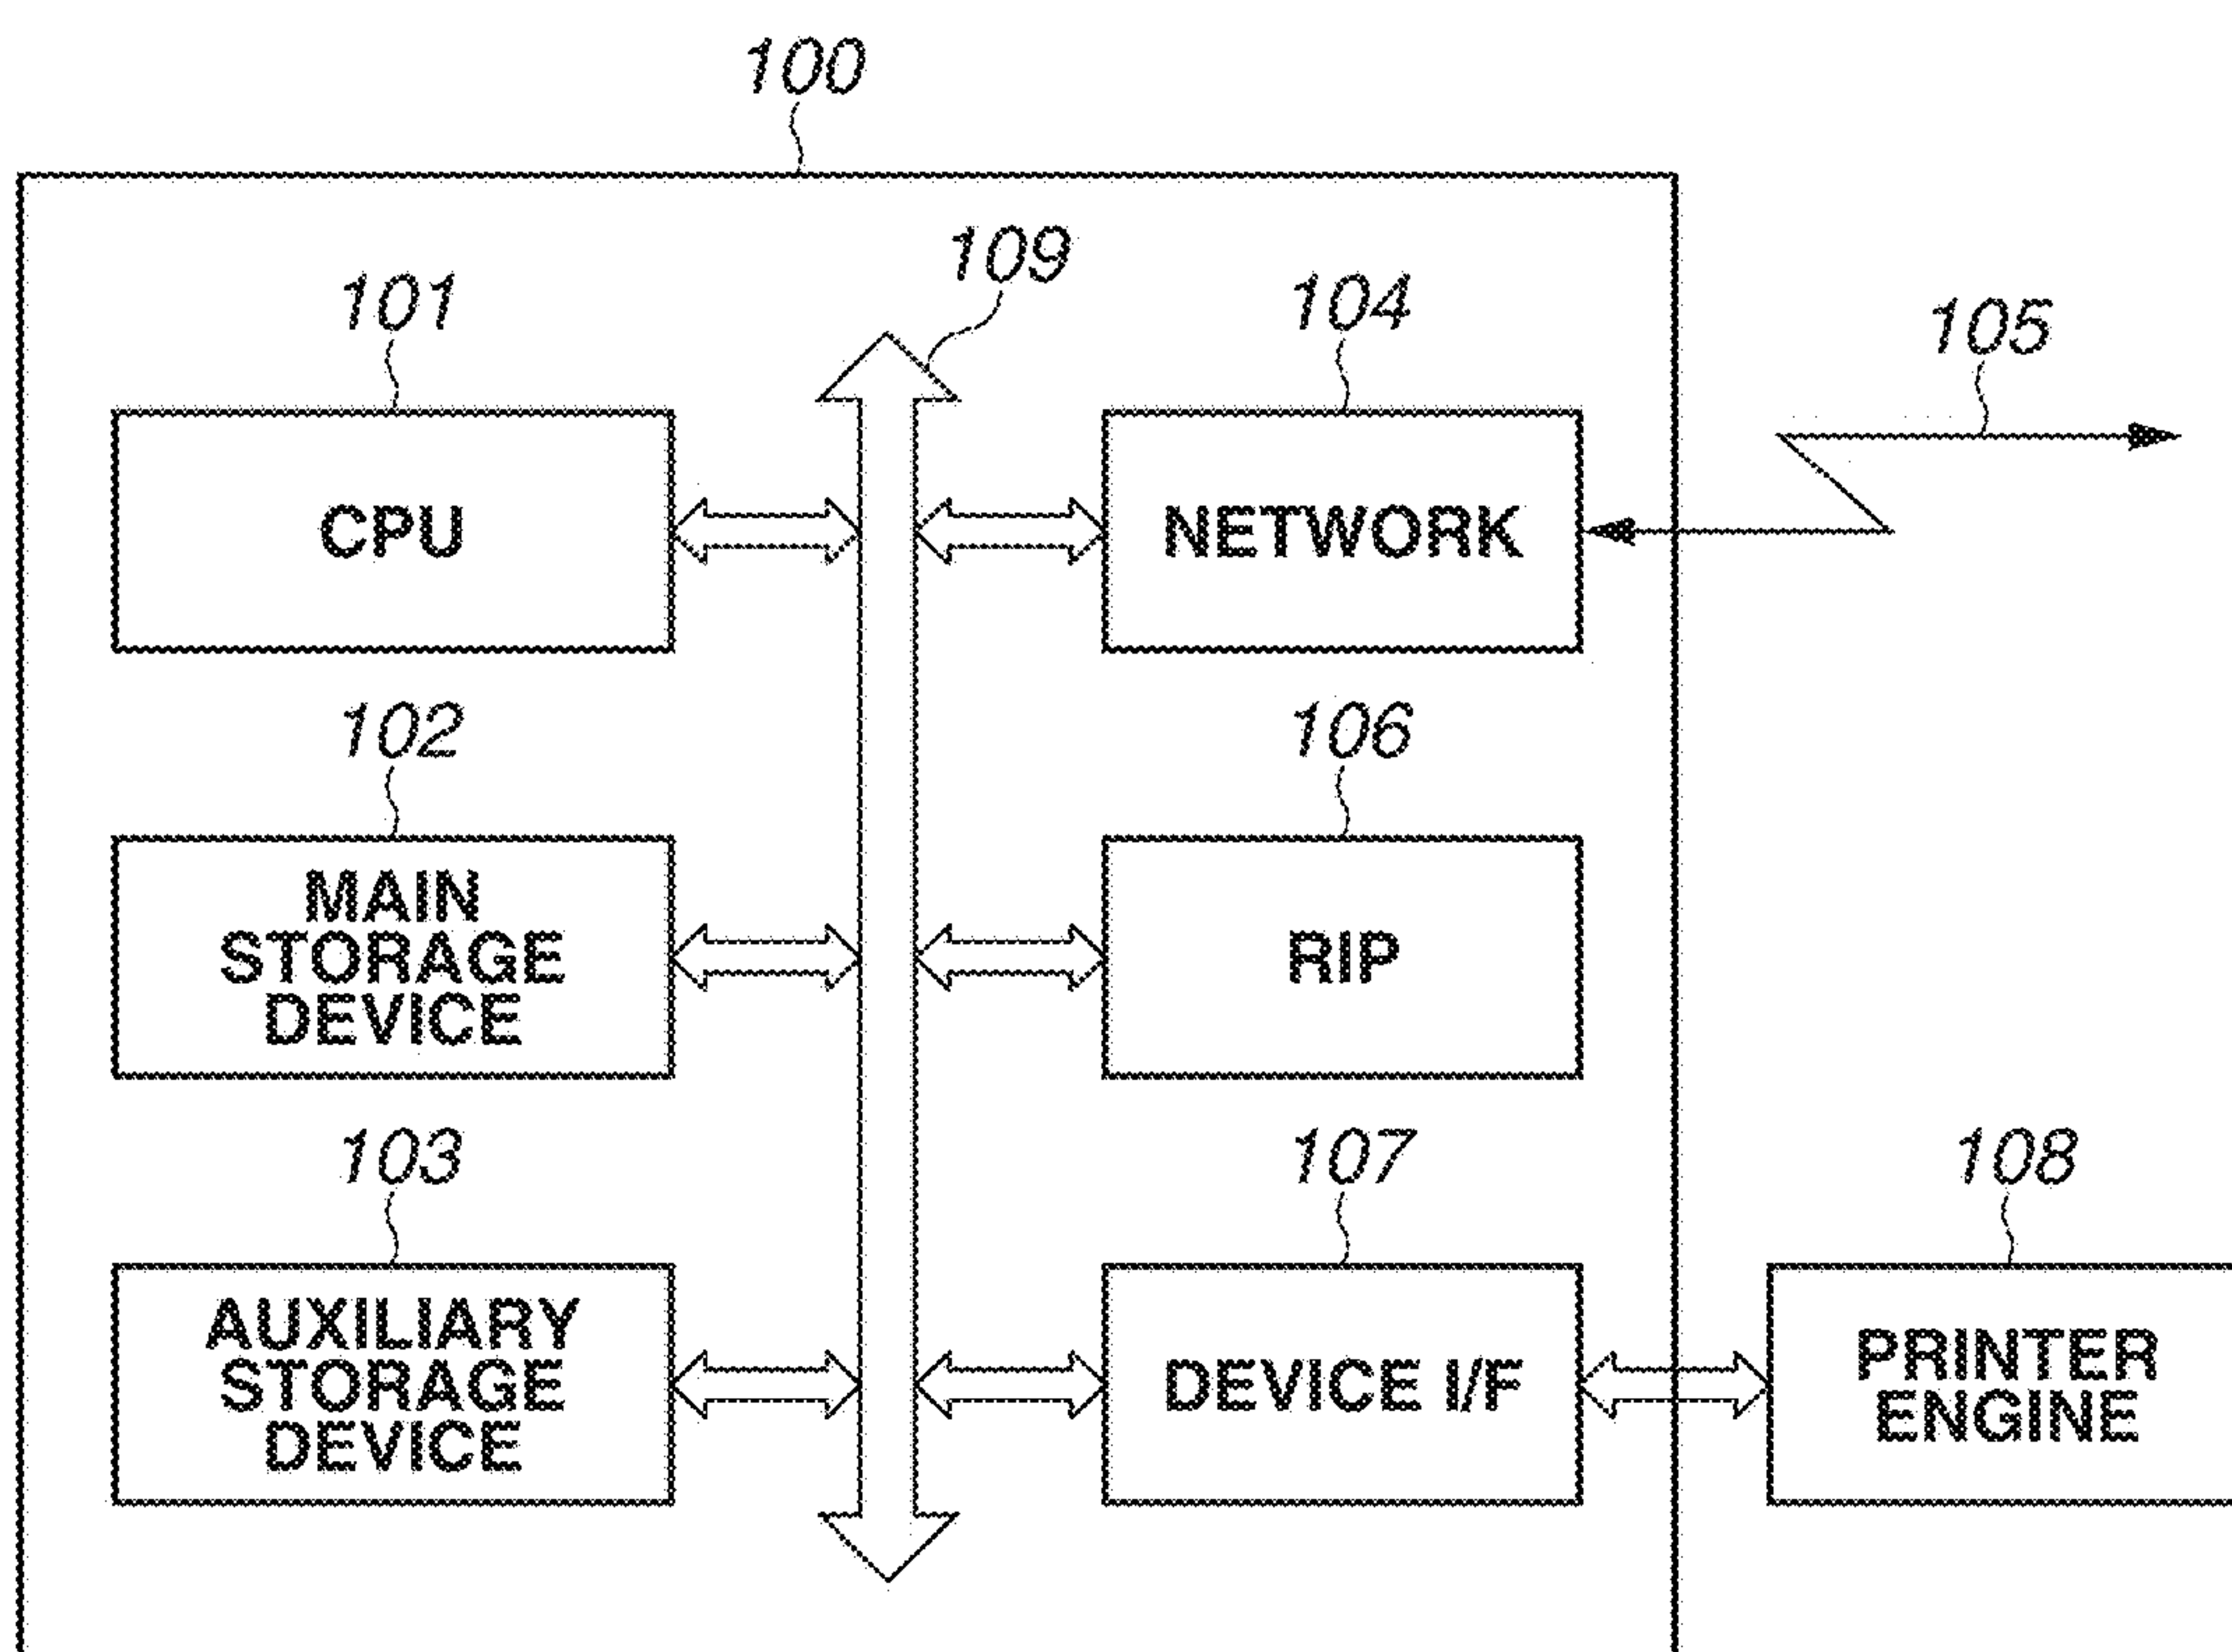 100
109
101
104
105
CPU
NETWORK
102
106
MAIN
STORAGE
DEVICE
RIP
103
107
108
AUXILIARY
STORAGE
DEVICE
DEVICE I/F
PRINTER
ENGINE